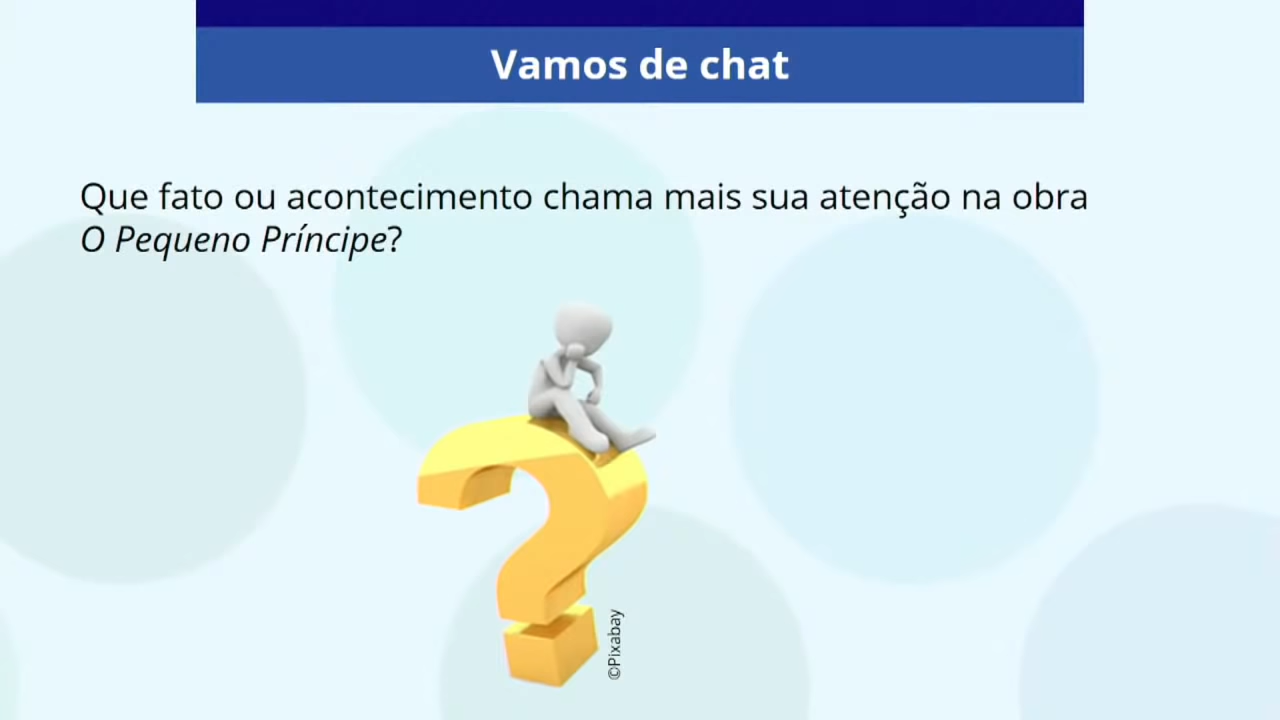 Vamos de chat
Que fato ou acontecimento chama mais sua atenção na obra
O Pequeno Príncipe?
©Pixabay